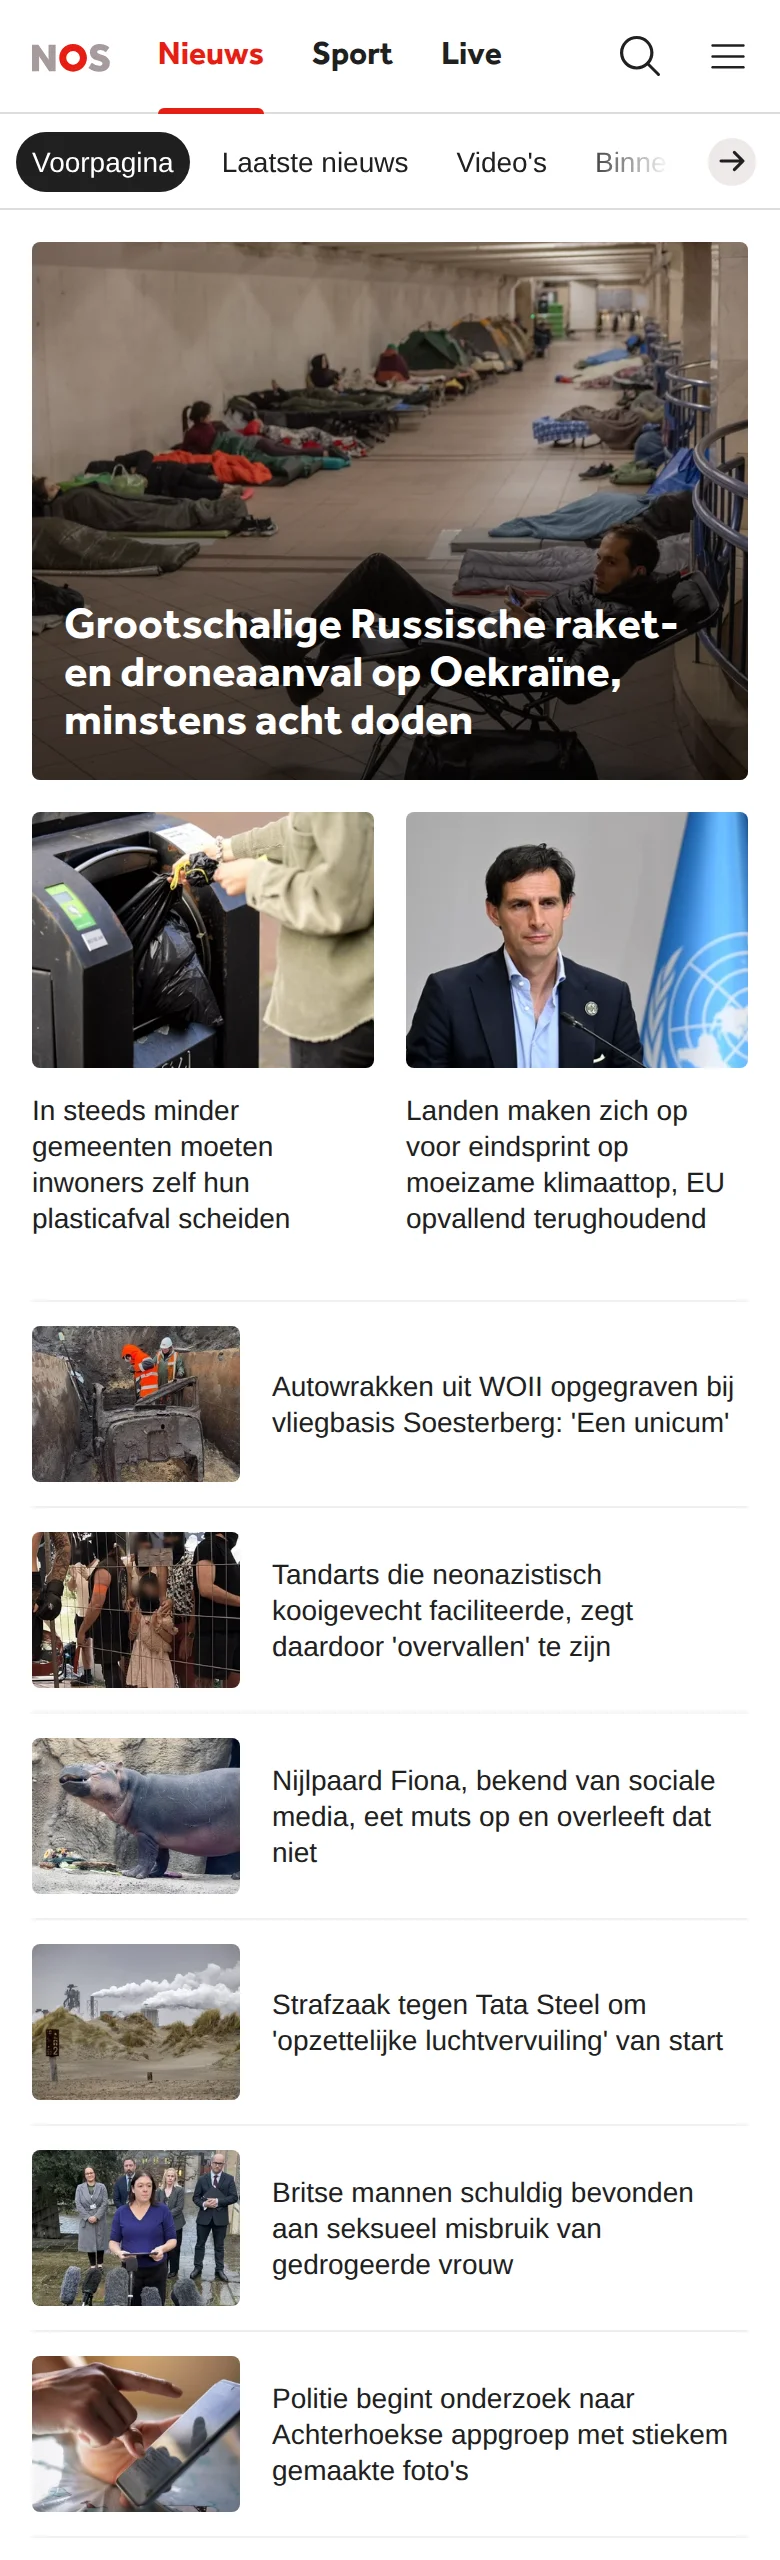 NOS Nieuws Sport Live
Voorpagina Laatste nieuws Video's Binne
Grootschalige Russische raket-
en droneaanval op Oekraïne,
minstens acht doden
In steeds minder
gemeenten moeten
inwoners zelf hun
plasticafval scheiden
Landen maken zich op
voor eindsprint op
moeizame klimaattop, EU
opvallend terughoudend
Autowrakken uit WOII opgegraven bij
vliegbasis Soesterberg: 'Een unicum'
Tandarts die neonazistisch
kooigevecht faciliteerde, zegt
daardoor 'overvallen' te zijn
Nijlpaard Fiona, bekend van sociale
media, eet muts op en overleeft dat
niet
Strafzaak tegen Tata Steel om
'opzettelijke luchtvervuiling' van start
Britse mannen schuldig bevonden
aan seksueel misbruik van
gedrogeerde vrouw
Politie begint onderzoek naar
Achterhoekse appgroep met stiekem
gemaakte foto's